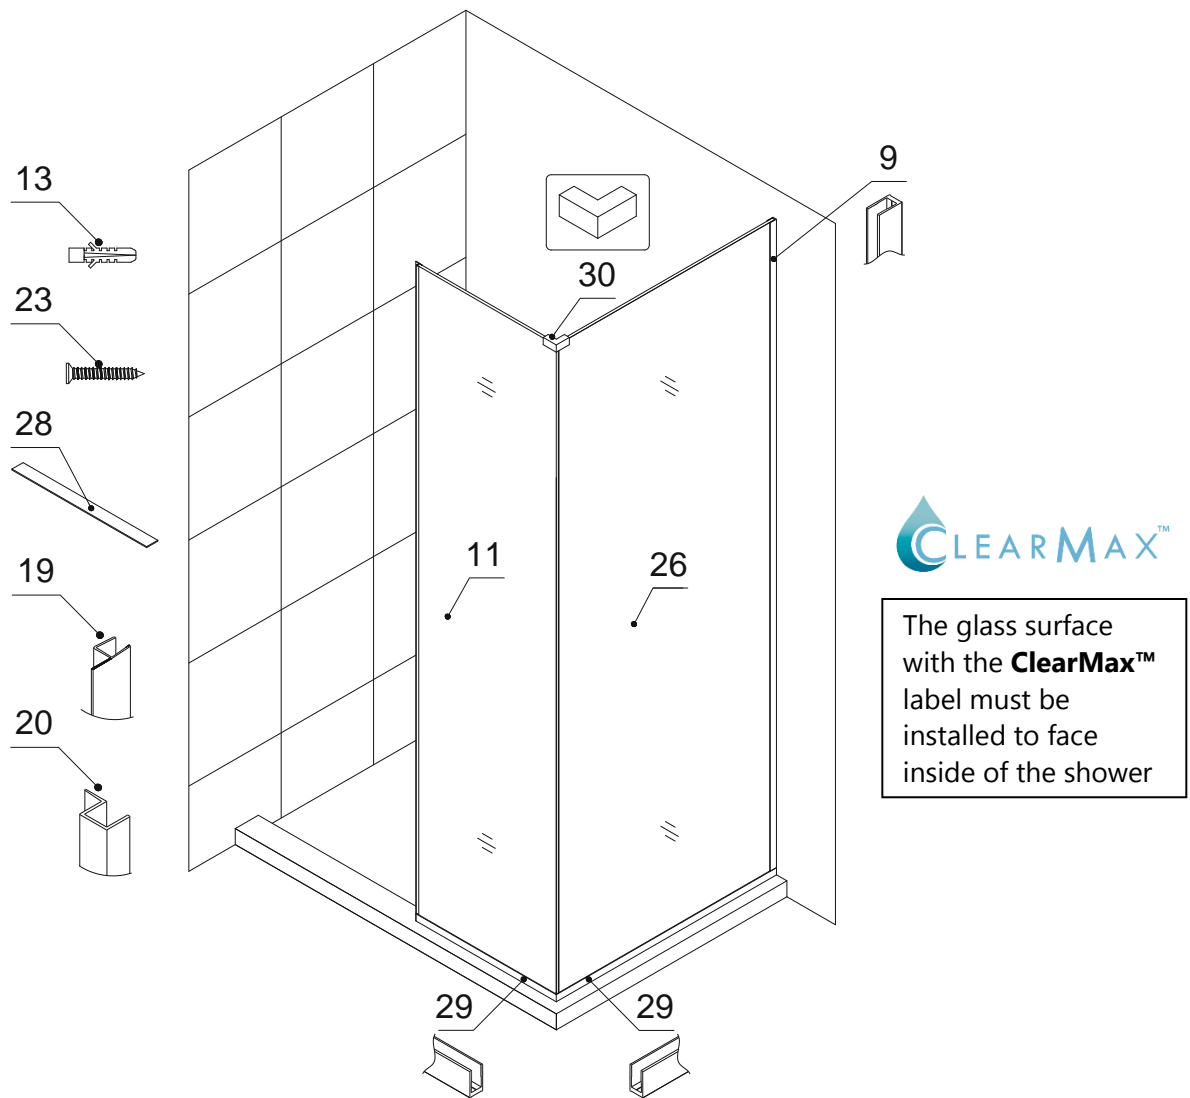 13
9
30
23
28
11
26
19
20
CLEARMAX™
The glass surface
with the ClearMax™
label must be
installed to face
inside of the shower
29
29